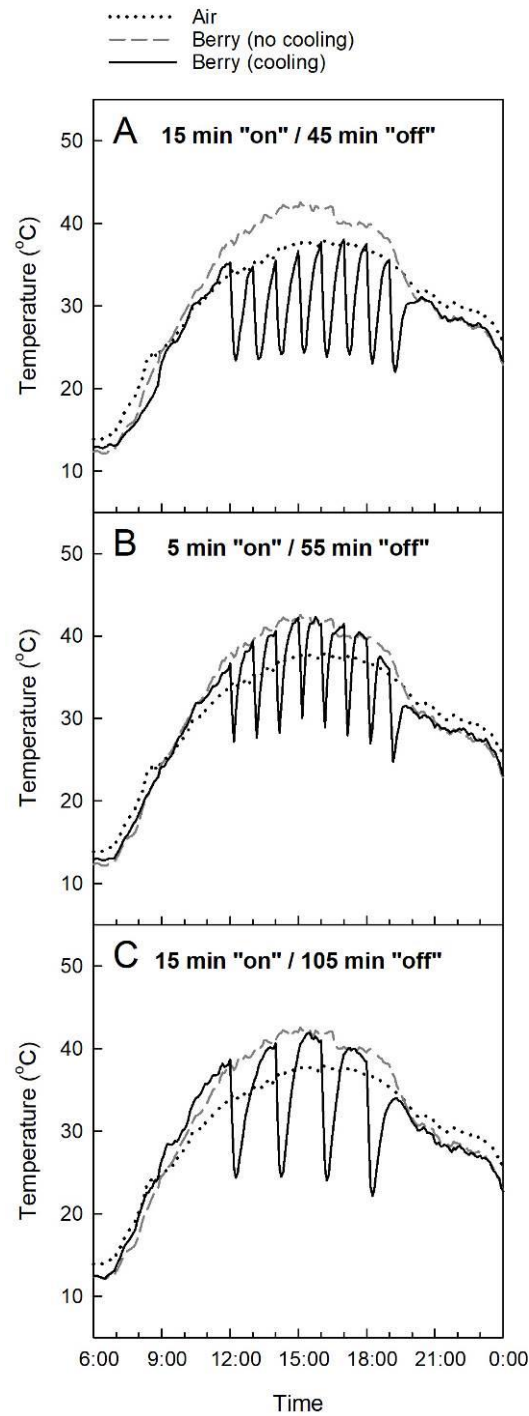 Air
Berry (no cooling)
Berry (cooling)
A 15 min "on" / 45 min "off"
50
40
30
20
10
Temperature (°C)
B 5 min "on" / 55 min "off"
50
40
30
20
10
Temperature (°C)
C 15 min "on" / 105 min "off"
50
40
30
20
10
Temperature (°C)
6:00 9:00 12:00 15:00 18:00 21:00 0:00
Time